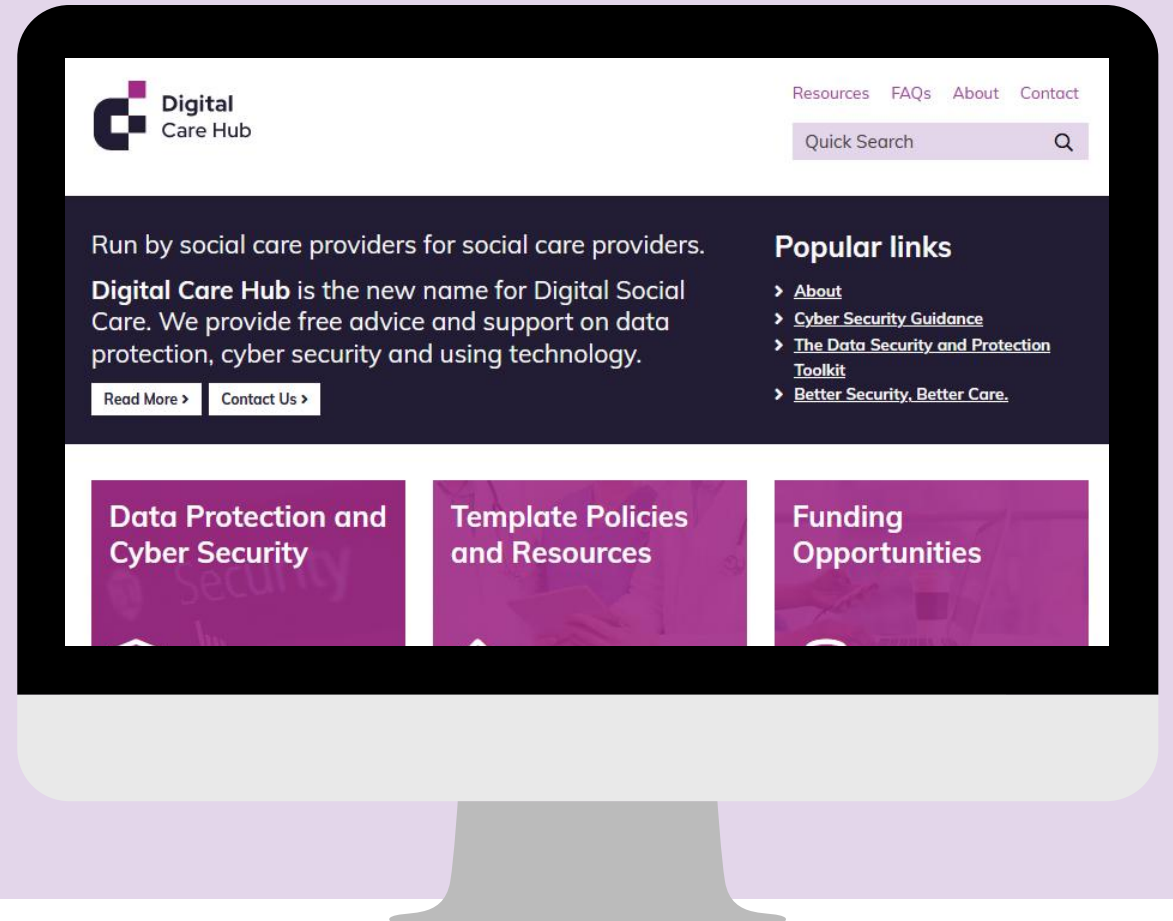 Digital
Care Hub
Resources FAQs About Contact
Quick Search
Run by social care providers for social care providers.
Digital Care Hub is the new name for Digital Social
Care. We provide free advice and support on data
protection, cyber security and using technology.
Read More >
Contact Us >
Popular links
> About
> Cyber Security Guidance
> The Data Security and Protection
Toolkit
> Better Security, Better Care.
Data Protection and
Cyber Security
Security
Template Policies
and Resources
Funding
Opportunities